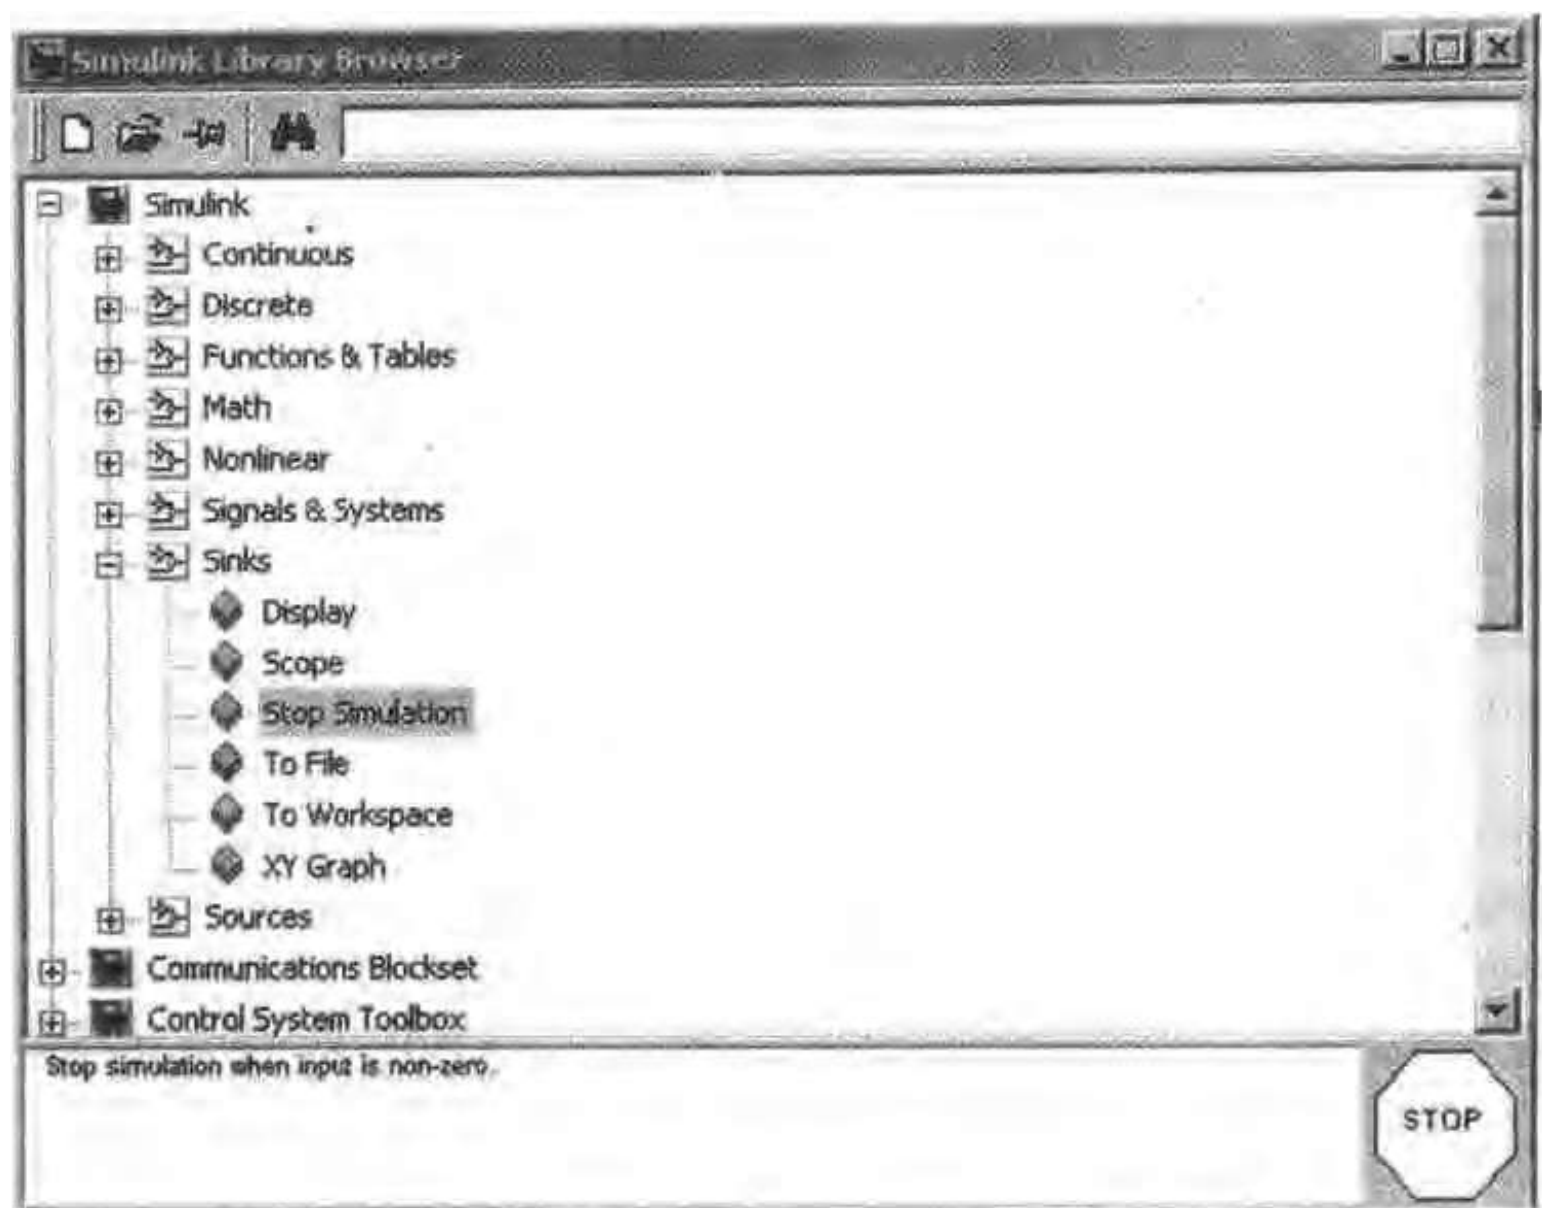 Simulink Library Browser
Simulink
Continuous
Discrete
Functions & Tables
Math
Nonlinear
Signals & Systems
Sinks
Display
Scope
Stop Simulation
To File
To Workspace
XY Graph
Sources
Communications Blockset
Control System Toolbox
Stop simulation when input is non-zero.
STOP